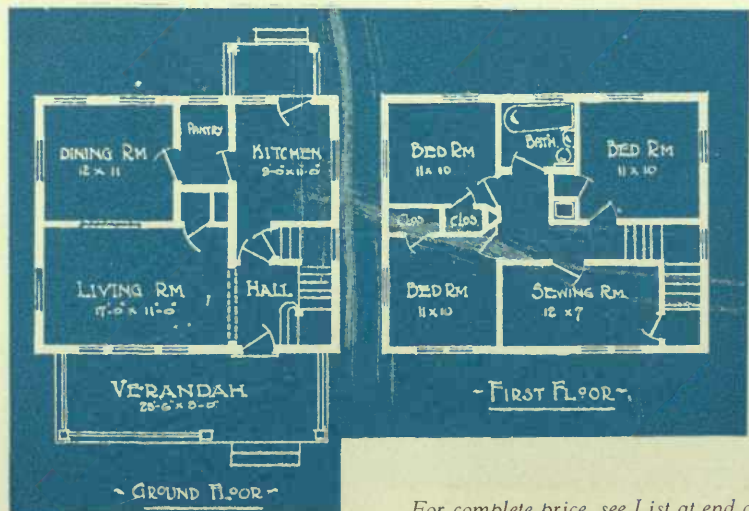 DINING RM
12 x 11
PANTRY
KITCHEN
9'-0" x 11'-0"
LIVING RM
17'-0" x 11'-0"
HALL
VERANDAH
25'-6" x 8'-0"
~ GROUND FLOOR ~
BED RM
11 x 10
BATH
BED RM
11 x 10
CLOS
CLOS
BED RM
11 x 10
SEWING RM
12 x 7
~ FIRST FLOOR ~
For complete price, see List at end o